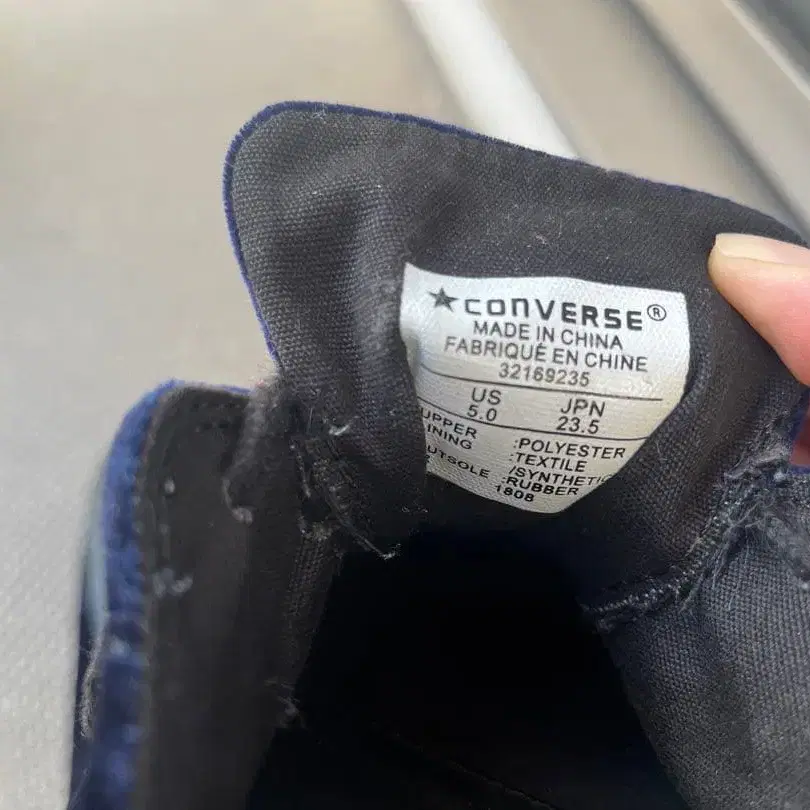 ★CONVERSE®
MADE IN CHINA
FABRIQUÉ EN CHINE
32169235
US JPN
5.0 23.5
UPPER :POLYESTER
LINING :TEXTILE
/SYNTHETIC
OUTSOLE :RUBBER
1808